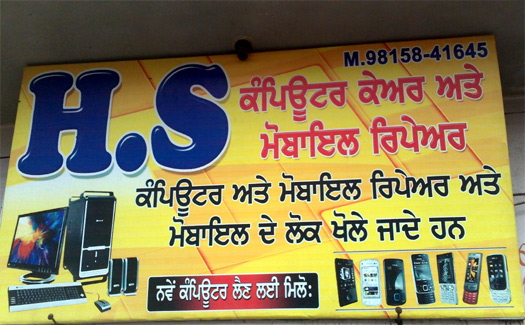 M.98158-41645
H.S
ਕੰਪਿਊਟਰ ਕੇਅਰ ਅਤੇ
ਮੋਬਾਇਲ ਰਿਪੇਅਰ
ਕੰਪਿਊਟਰ ਅਤੇ ਮੋਬਾਇਲ ਰਿਪੇਅਰ ਅਤੇ
ਮੋਬਾਇਲ ਦੇ ਲੋਕ ਖੋਲੇ ਜਾਦੇ ਹਨ
ਨਵੇਂ ਕੰਪਿਊਟਰ ਲੈਣ ਲਈ ਮਿਲੋ: